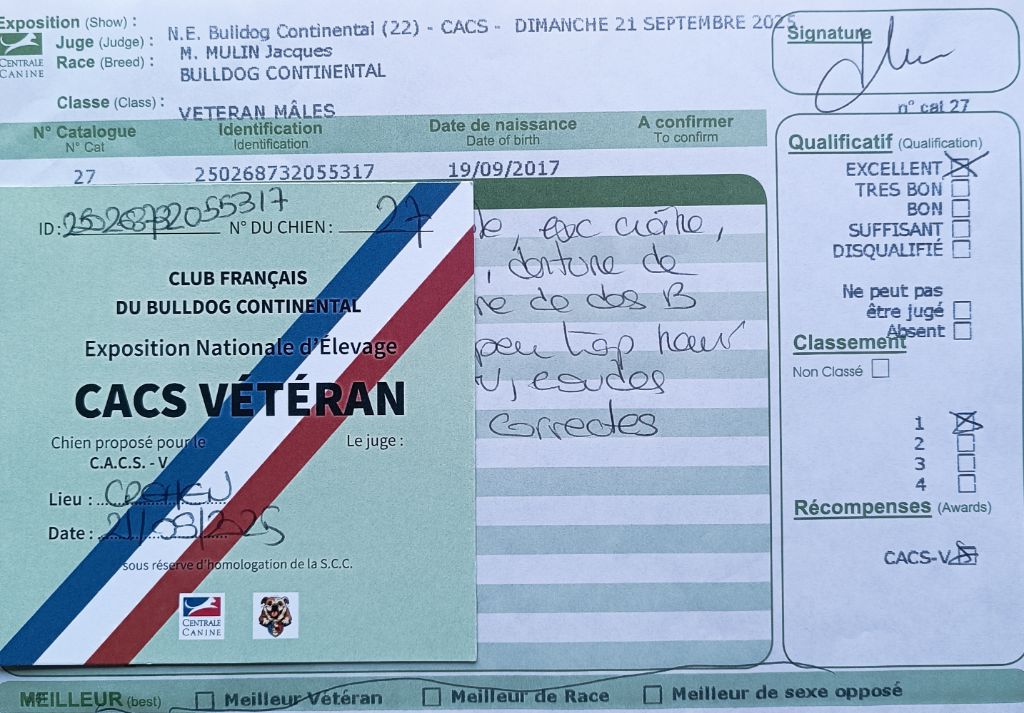 Exposition (Show) : N.E. Bulldog Continental (22) - CACS - DIMANCHE 21 SEPTEMBRE 2025
Juge (Judge) : M. MULIN Jacques
Race (Breed) : BULLDOG CONTINENTAL
CENTRALE
CANINE
Classe (Class) : VETERAN MÂLES
Signature
n° cat 27
N° Catalogue Identification Date de naissance A confirmer
N° Cat Identification Date of birth To confirm
27 250268732055317 19/09/2017
ID: 250268732055317 N° DU CHIEN : 27
CLUB FRANÇAIS
DU BULLDOG CONTINENTAL
Exposition Nationale d'Élevage
CACS VÉTÉRAN
Chien proposé pour le Le juge :
C.A.C.S. - V
Lieu :
Date : 21/09/2025
sous réserve d'homologation de la S.C.C.
CENTRALE
CANINE
, exc crâne,
, denture de
re de dos B
peu trop haut
, coudes
correctes
Qualificatif (Qualification)
EXCELLENT
TRES BON
BON
SUFFISANT
DISQUALIFIÉ
Ne peut pas
être jugé
Absent
Classement
Non Classé
1
2
3
4
Récompenses (Awards)
CACS-V
MEILLEUR (best) Meilleur Vétéran Meilleur de Race Meilleur de sexe opposé